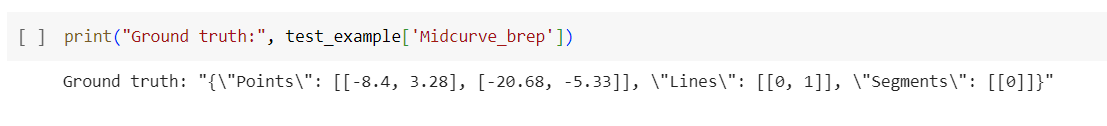 [ ] print("Ground truth:", test_example['Midcurve_brep'])
Ground truth: "{\"Points\": [[-8.4, 3.28], [-20.68, -5.33]], \"Lines\": [[0, 1]], \"Segments\": [[0]]}"